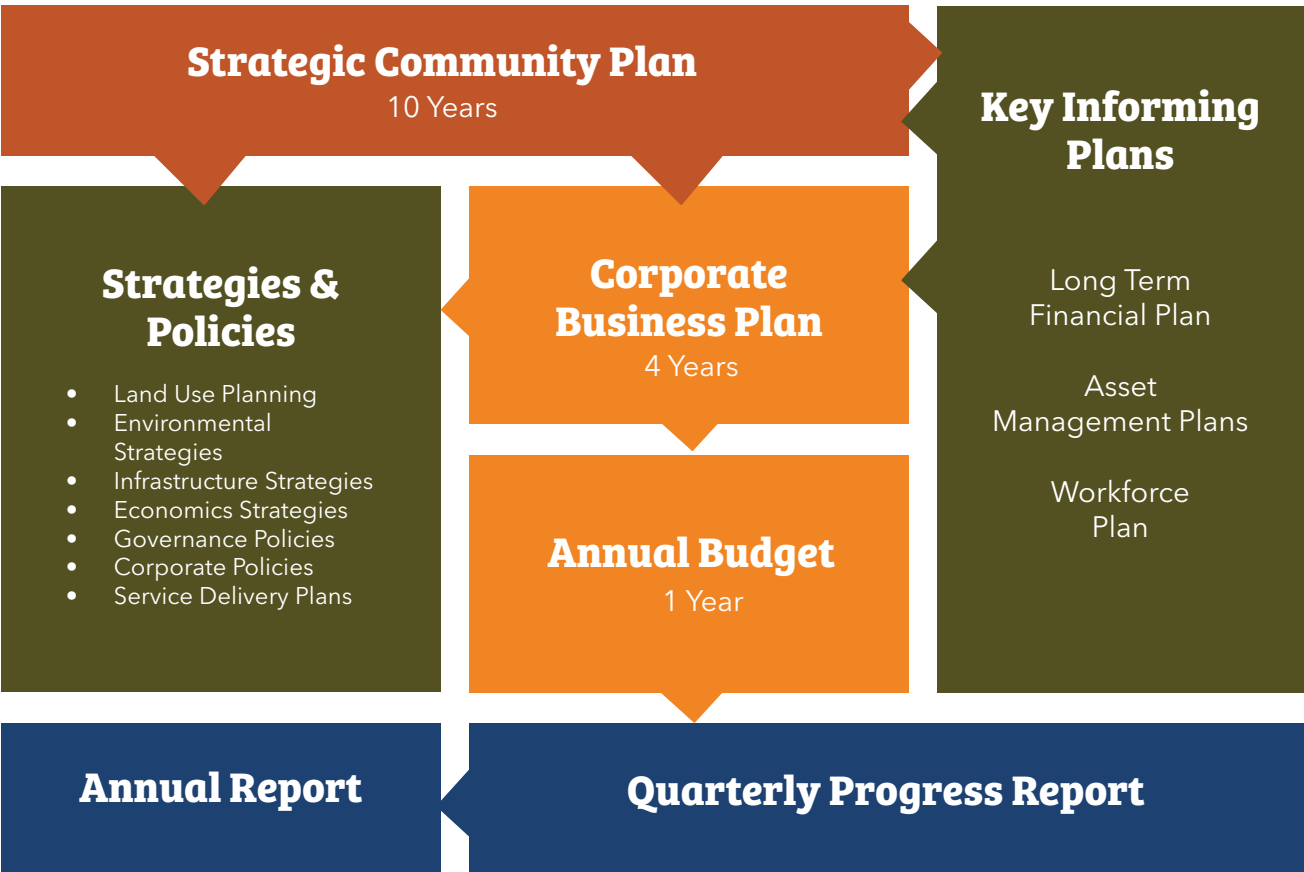 Strategic Community Plan
10 Years
Key Informing
Plans
Long Term
Financial Plan
Asset
Management Plans
Workforce
Plan
Strategies &
Policies
• Land Use Planning
• Environmental
Strategies
• Infrastructure Strategies
• Economics Strategies
• Governance Policies
• Corporate Policies
• Service Delivery Plans
Corporate
Business Plan
4 Years
Annual Budget
1 Year
Annual Report
Quarterly Progress Report